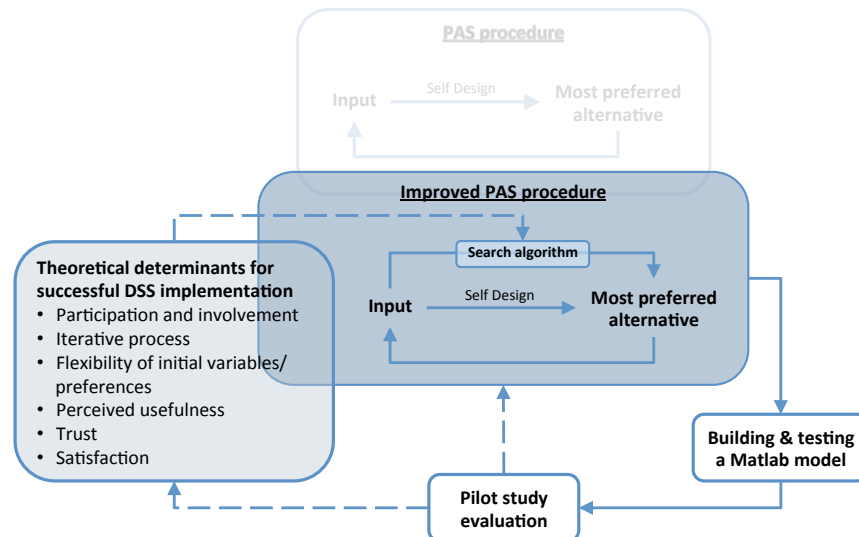 PAS procedure
Self Design
Input
Most preferred
alternative
Improved PAS procedure
Search algorithm
Theoretical determinants for
successful DSS implementation
• Participation and involvement
• Iterative process
• Flexibility of initial variables/
preferences
• Perceived usefulness
• Trust
• Satisfaction
Input
Self Design
Most preferred
alternative
Building & testing
a Matlab model
Pilot study
evaluation